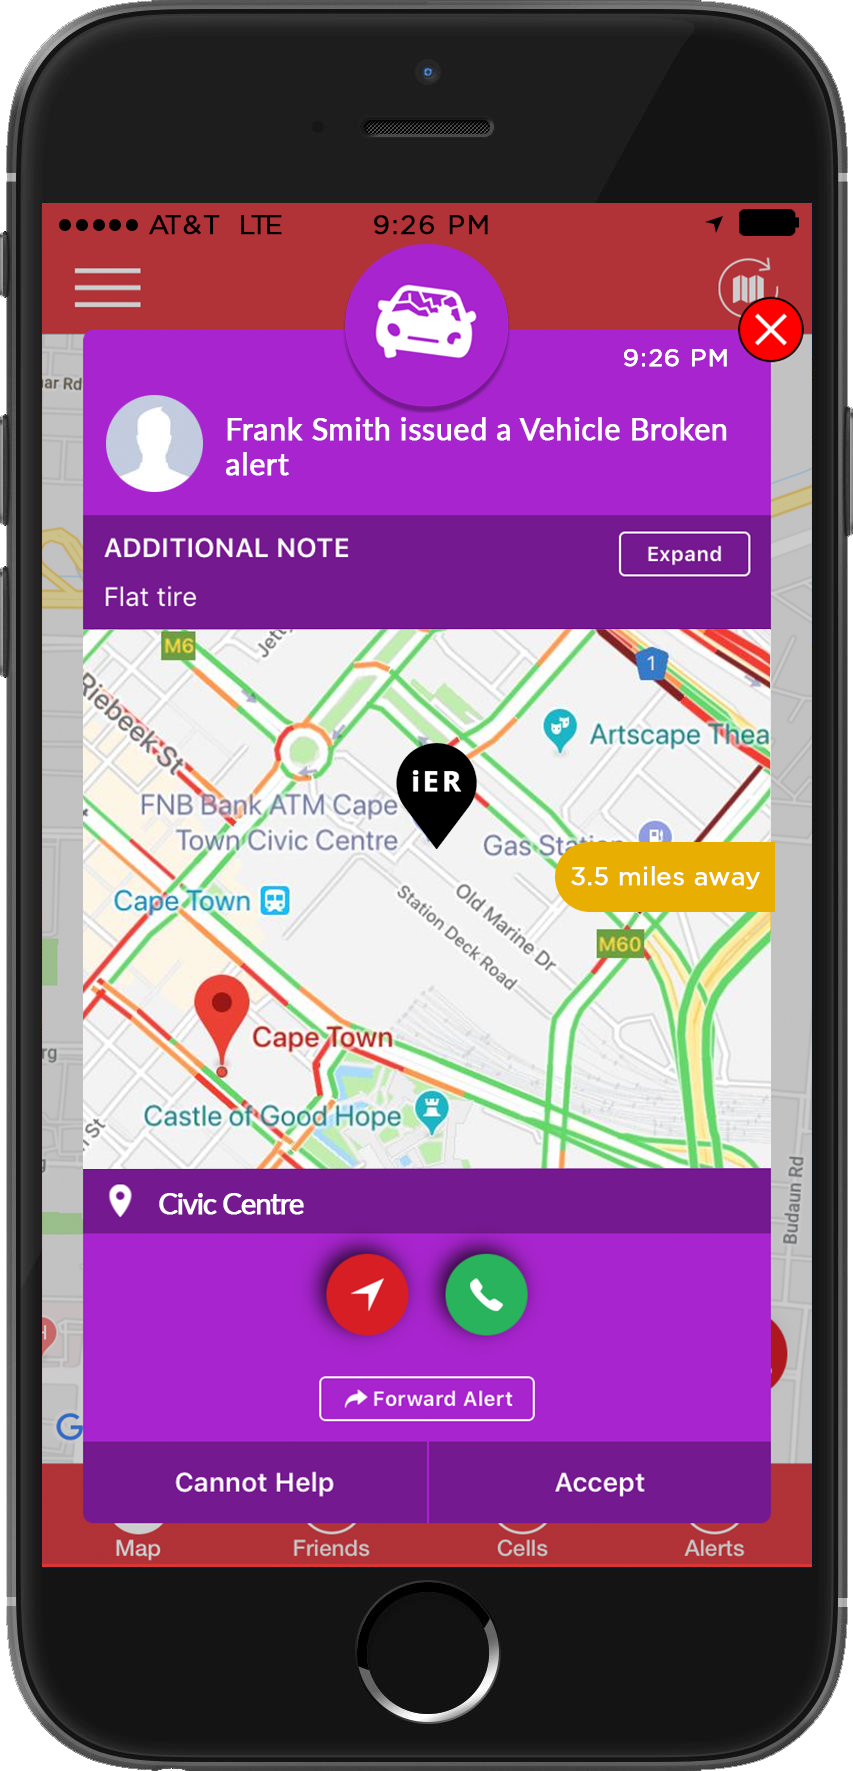 AT&T LTE 9:26 PM
9:26 PM
Frank Smith issued a Vehicle Broken
alert
ADDITIONAL NOTE
Expand
Flat tire
ar Rd
M6
Jett
1
Riebeek St
Artscape Thea
iER
FNB Bank ATM Cape
Town Civic Centre
Gas Station
3.5 miles away
Cape Town
Old Marine Dr
Station Deck Road
M60
Cape Town
rg
Castle of Good Hope
St
Budaun Rd
Civic Centre
H
Forward Alert
G
Cannot Help
Accept
Map
Friends
Cells
Alerts